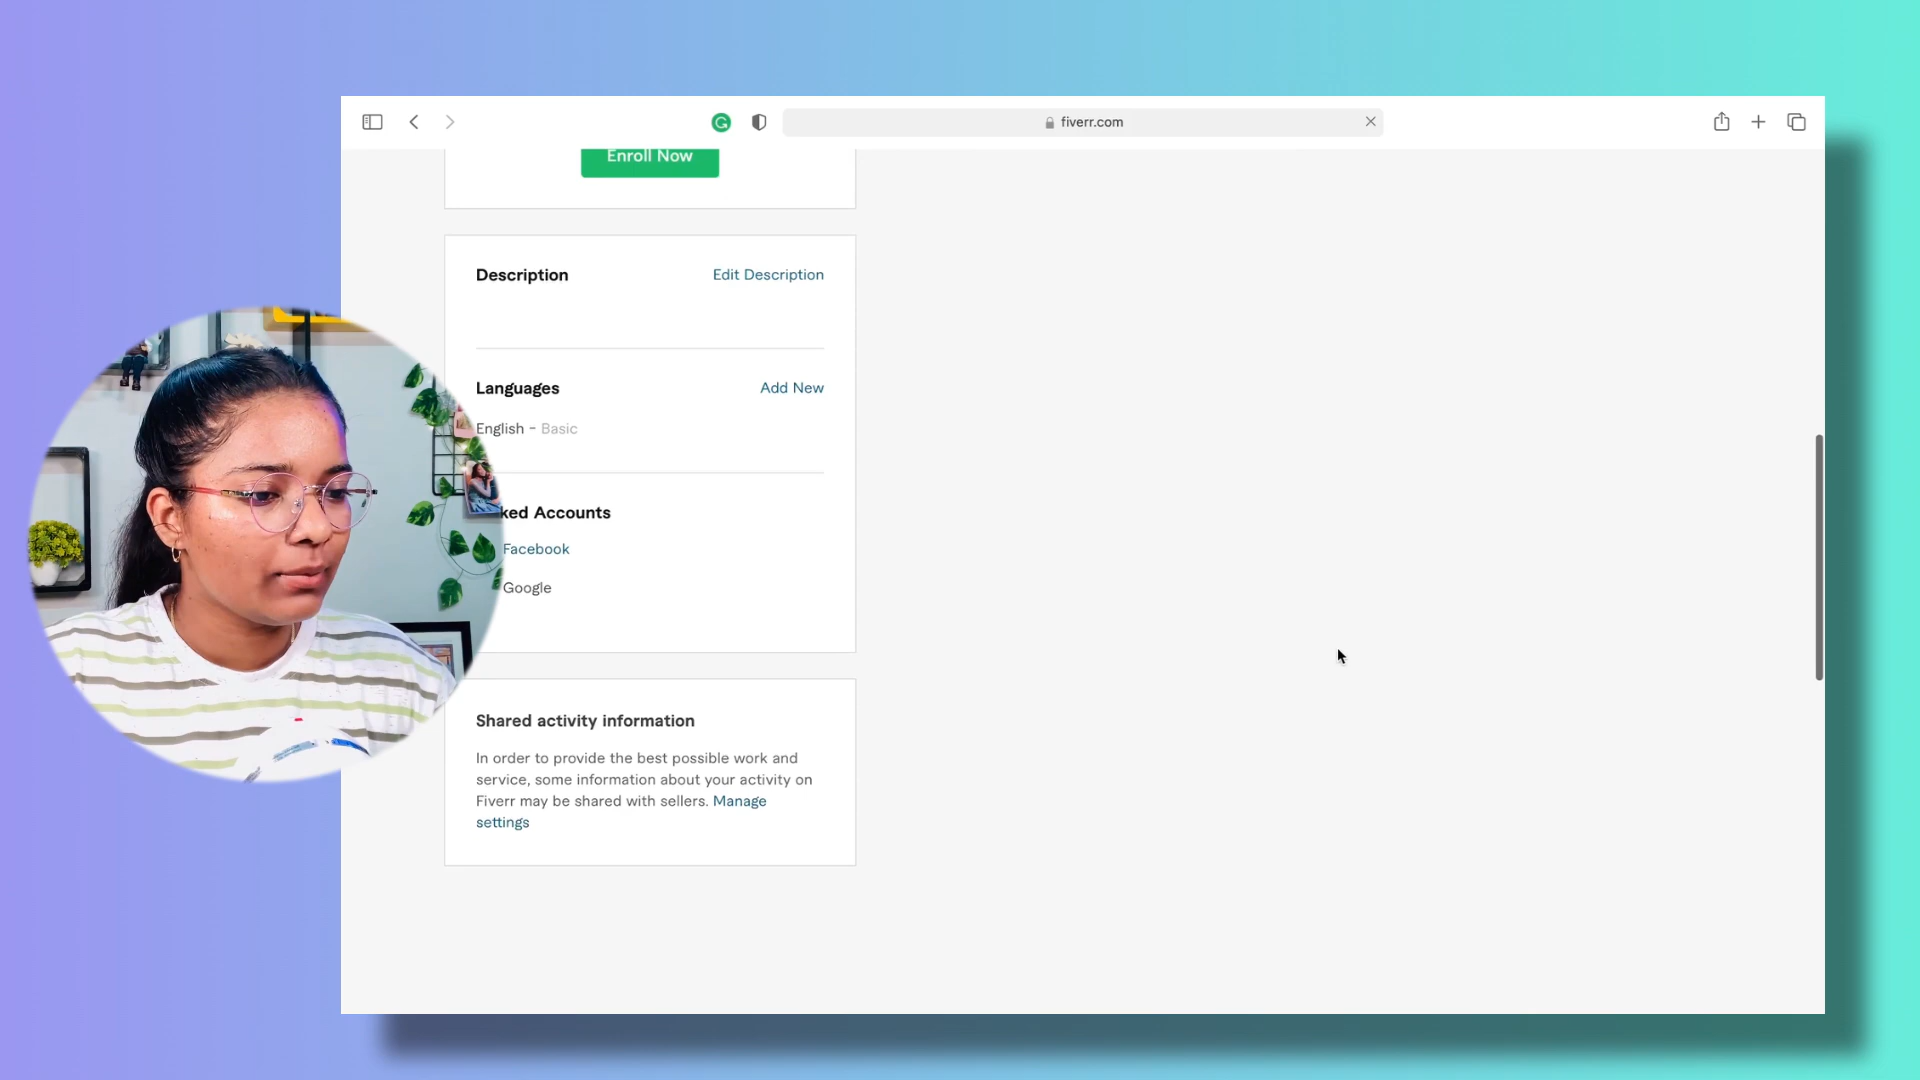 fiverr.com
Enroll Now
Description
Edit Description
Languages
Add New
English - Basic
ked Accounts
Facebook
Google
Shared activity information
In order to provide the best possible work and
service, some information about your activity on
Fiverr may be shared with sellers. Manage
settings